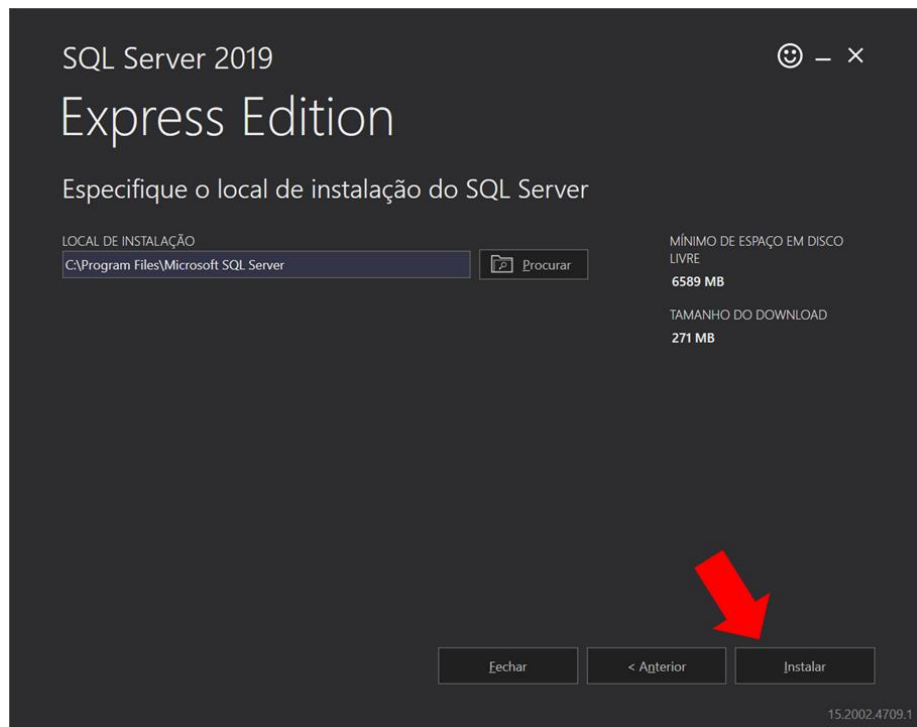 SQL Server 2019
Express Edition
Especifique o local de instalação do SQL Server
LOCAL DE INSTALAÇÃO
C:\Program Files\Microsoft SQL Server
Procurar
MÍNIMO DE ESPAÇO EM DISCO
LIVRE
6589 MB
TAMANHO DO DOWNLOAD
271 MB
Fechar
< Anterior
Instalar
15.2002.4709.1